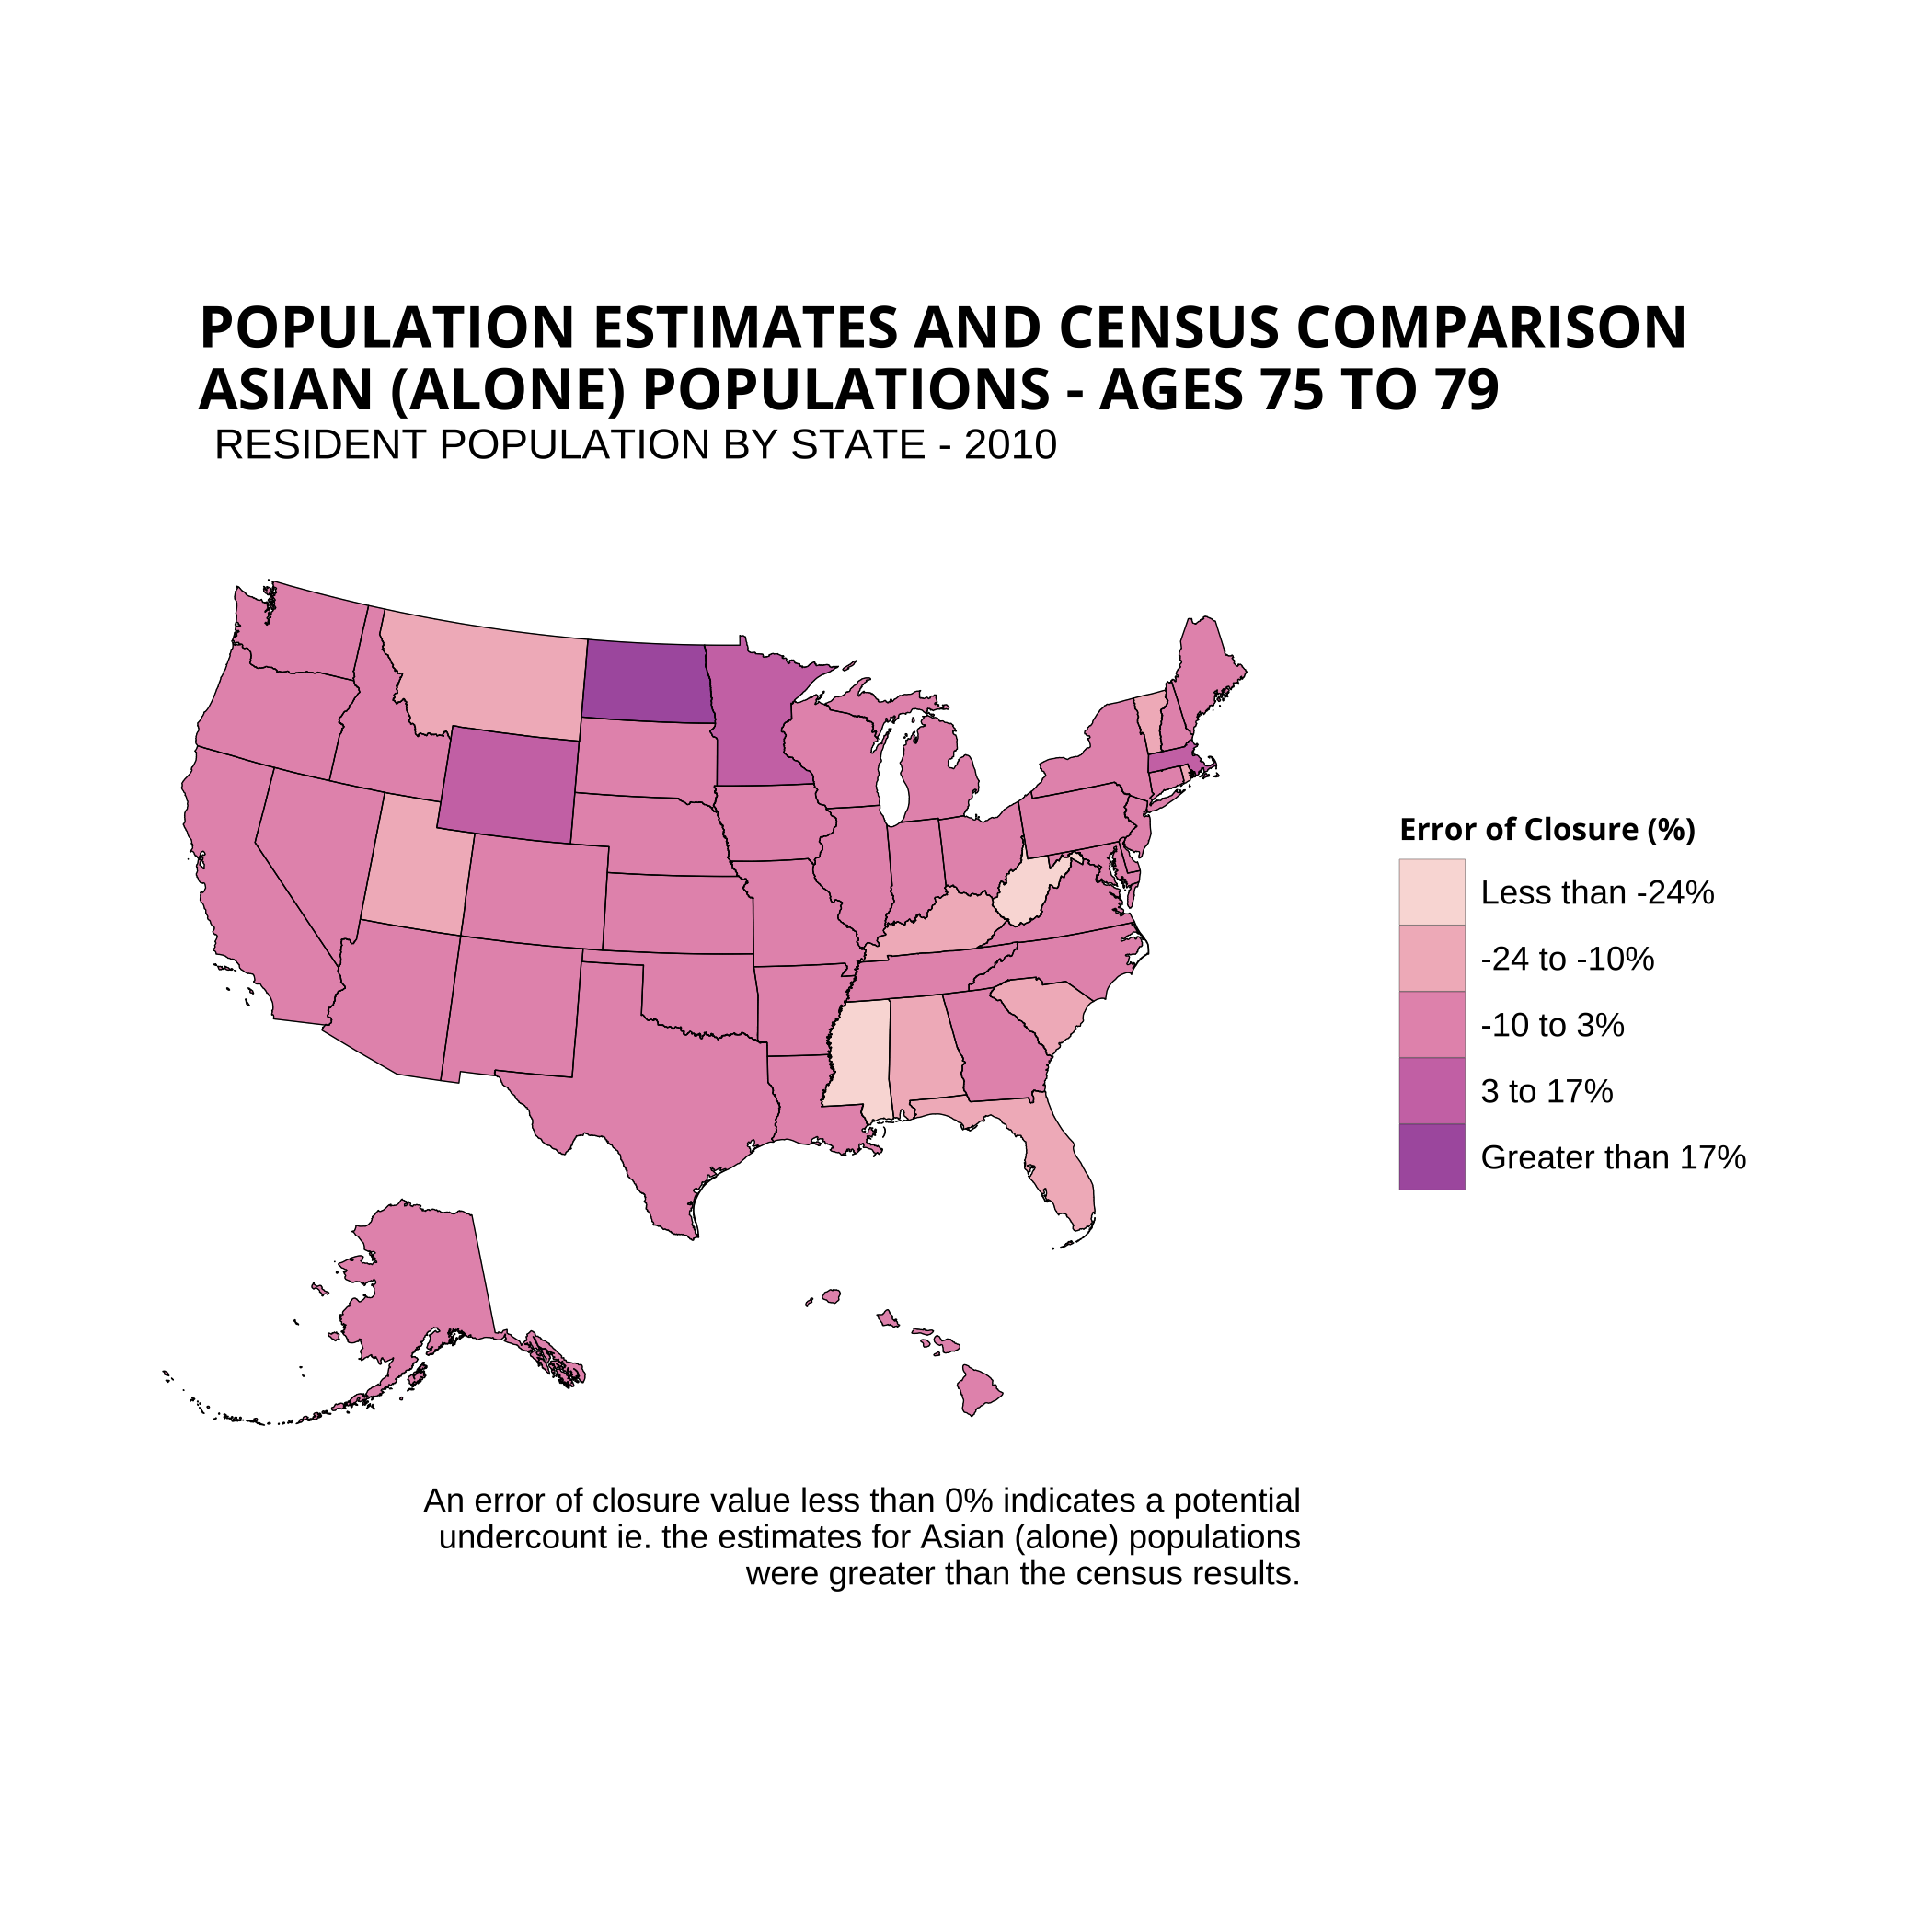 POPULATION ESTIMATES AND CENSUS COMPARISON
ASIAN (ALONE) POPULATIONS - AGES 75 TO 79
RESIDENT POPULATION BY STATE - 2010
Error of Closure (%)
Less than -24%
-24 to -10%
-10 to 3%
3 to 17%
Greater than 17%
An error of closure value less than 0% indicates a potential
undercount ie. the estimates for Asian (alone) populations
were greater than the census results.